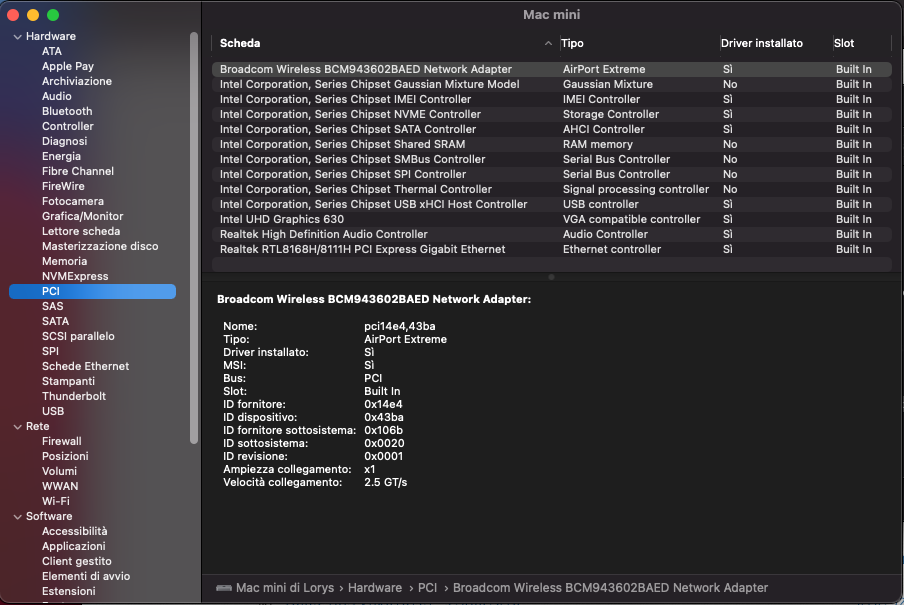 Mac mini
Hardware
ATA
Apple Pay
Archiviazione
Audio
Bluetooth
Controller
Diagnosi
Energia
Fibre Channel
FireWire
Fotocamera
Grafica/Monitor
Lettore scheda
Masterizzazione disco
Memoria
NVMExpress
PCI
SAS
SATA
SCSI parallelo
SPI
Schede Ethernet
Stampanti
Thunderbolt
USB
Rete
Firewall
Posizioni
Volumi
WWAN
Wi-Fi
Software
Accessibilità
Applicazioni
Client gestito
Elementi di avvio
Estensioni
Scheda Tipo Driver installato Slot
Broadcom Wireless BCM943602BAED Network Adapter AirPort Extreme Sì Built In
Intel Corporation, Series Chipset Gaussian Mixture Model Gaussian Mixture No Built In
Intel Corporation, Series Chipset IMEI Controller IMEI Controller Sì Built In
Intel Corporation, Series Chipset NVME Controller Storage Controller Sì Built In
Intel Corporation, Series Chipset SATA Controller AHCI Controller Sì Built In
Intel Corporation, Series Chipset Shared SRAM RAM memory No Built In
Intel Corporation, Series Chipset SMBus Controller Serial Bus Controller No Built In
Intel Corporation, Series Chipset SPI Controller Serial Bus Controller No Built In
Intel Corporation, Series Chipset Thermal Controller Signal processing controller No Built In
Intel Corporation, Series Chipset USB xHCI Host Controller USB controller Sì Built In
Intel UHD Graphics 630 VGA compatible controller Sì Built In
Realtek High Definition Audio Controller Audio Controller Sì Built In
Realtek RTL8168H/8111H PCI Express Gigabit Ethernet Ethernet controller Sì Built In
Broadcom Wireless BCM943602BAED Network Adapter:
Nome: pci14e4,43ba
Tipo: AirPort Extreme
Driver installato: Sì
MSI: Sì
Bus: PCI
Slot: Built In
ID fornitore: 0x14e4
ID dispositivo: 0x43ba
ID fornitore sottosistema: 0x106b
ID sottosistema: 0x0020
ID revisione: 0x0001
Ampiezza collegamento: x1
Velocità collegamento: 2.5 GT/s
Mac mini di Lorys › Hardware › PCI › Broadcom Wireless BCM943602BAED Network Adapter